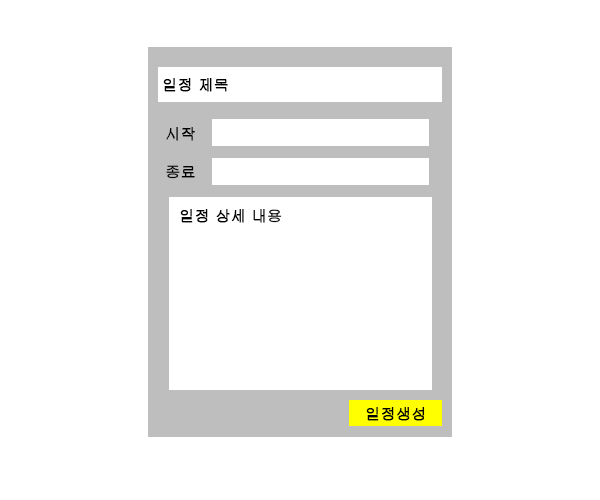 일정 제목
시작
종료
일정 상세 내용
일정생성